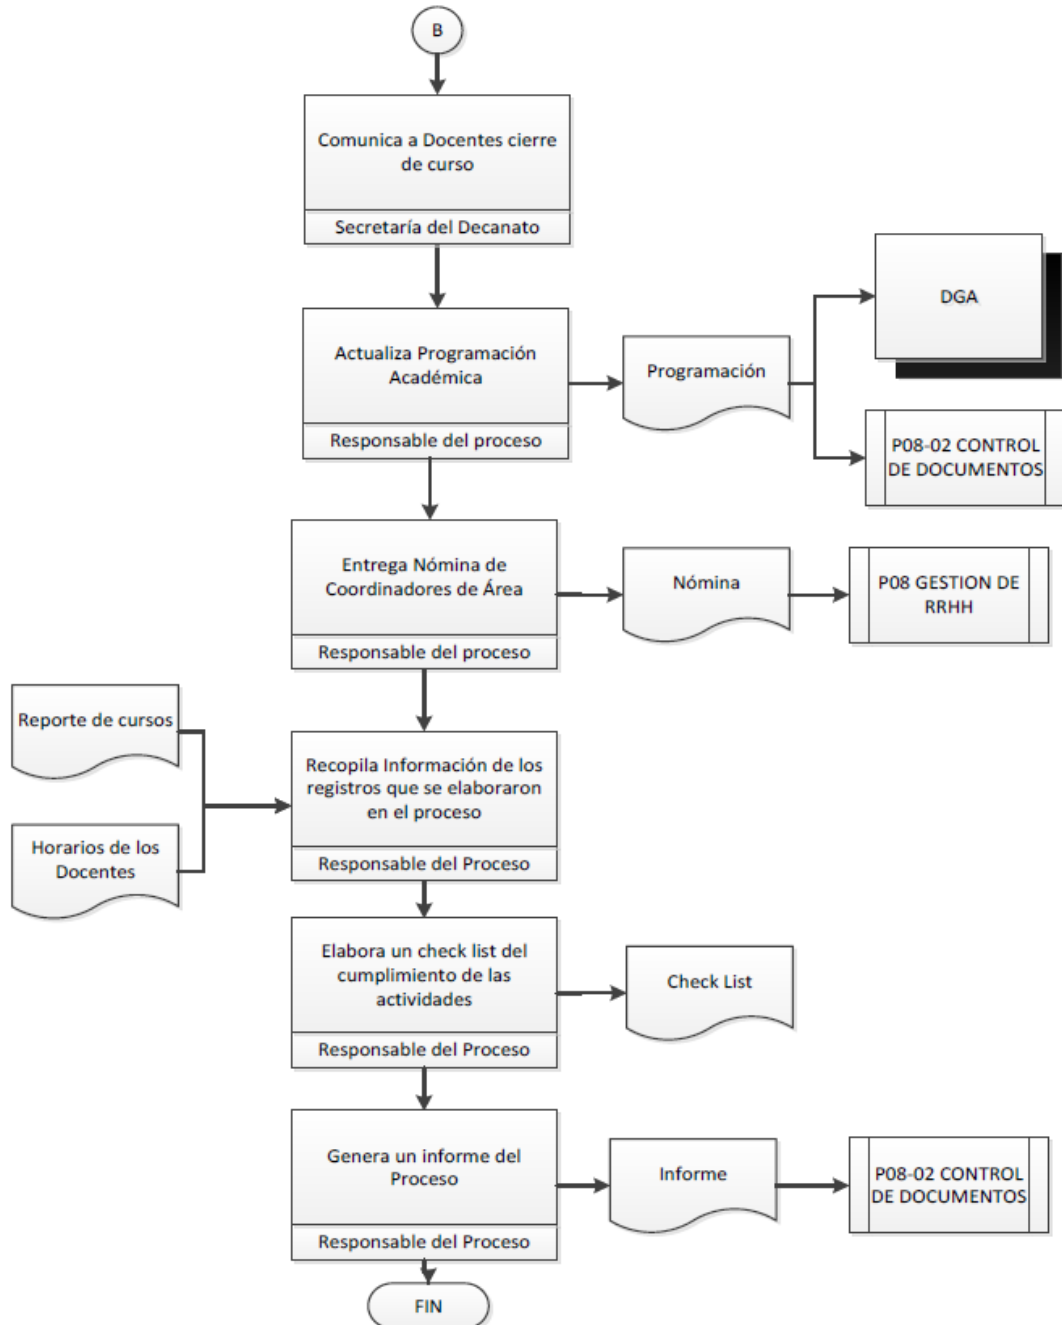 B
Comunica a Docentes cierre
de curso
Secretaría del Decanato
Actualiza Programación
Académica
Responsable del proceso
Programación
DGA
P08-02 CONTROL
DE DOCUMENTOS
Entrega Nómina de
Coordinadores de Área
Responsable del proceso
Nómina
P08 GESTION DE
RRHH
Reporte de cursos
Horarios de los
Docentes
Recopila Información de los
registros que se elaboraron
en el proceso
Responsable del Proceso
Elabora un check list del
cumplimiento de las
actividades
Responsable del Proceso
Check List
Genera un informe del
Proceso
Responsable del Proceso
Informe
P08-02 CONTROL
DE DOCUMENTOS
FIN